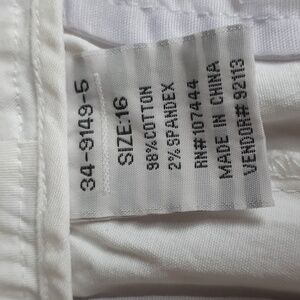 34-9149-5
SIZE:16
98% COTTON
2% SPANDEX
RN# 107444
MADE IN CHINA
VENDOR# 92113